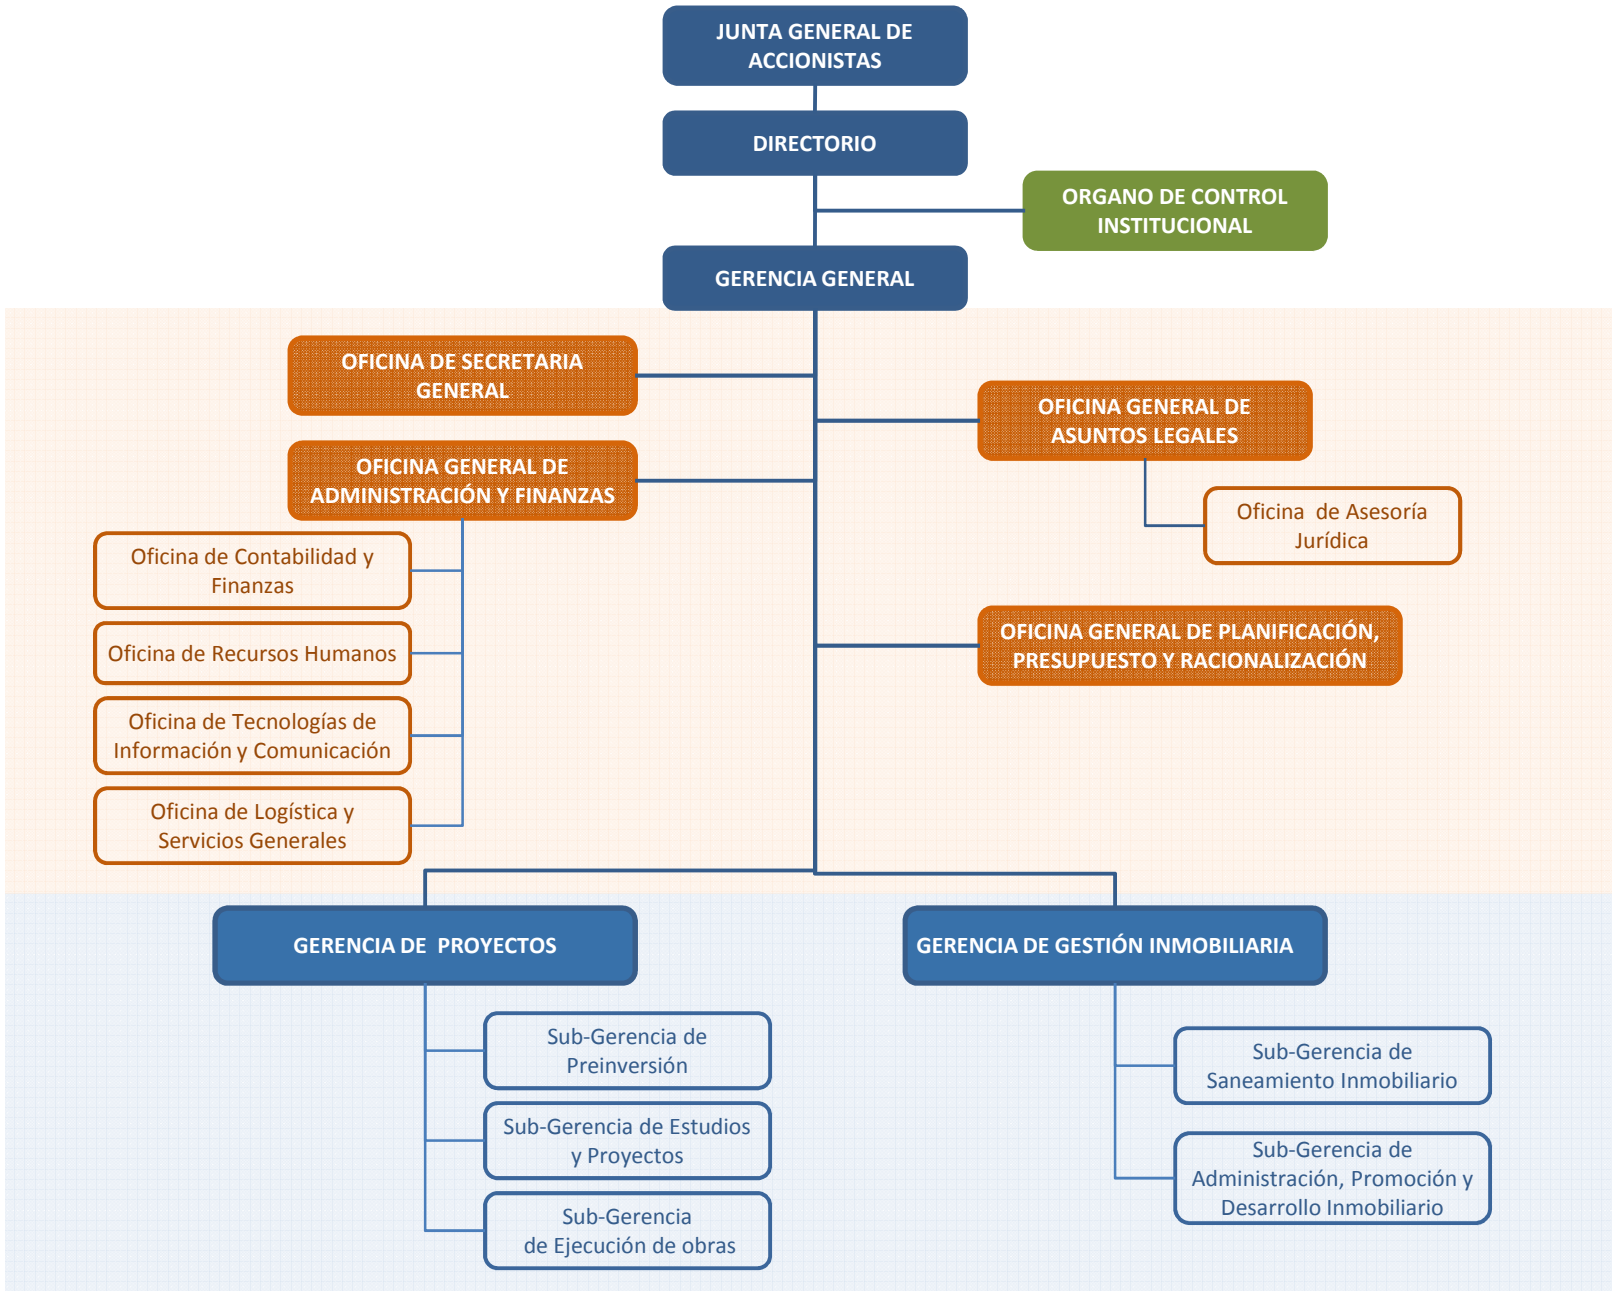 JUNTA GENERAL DE
ACCIONISTAS
DIRECTORIO
ORGANO DE CONTROL
INSTITUCIONAL
GERENCIA GENERAL
OFICINA DE SECRETARIA
GENERAL
OFICINA GENERAL DE
ASUNTOS LEGALES
OFICINA GENERAL DE
ADMINISTRACIÓN Y FINANZAS
Oficina de Asesoría
Jurídica
Oficina de Contabilidad y
Finanzas
Oficina de Recursos Humanos
OFICINA GENERAL DE PLANIFICACIÓN,
PRESUPUESTO Y RACIONALIZACIÓN
Oficina de Tecnologías de
Información y Comunicación
Oficina de Logística y
Servicios Generales
GERENCIA DE PROYECTOS
GERENCIA DE GESTIÓN INMOBILIARIA
Sub-Gerencia de
Preinversión
Sub-Gerencia de Estudios
y Proyectos
Sub-Gerencia
de Ejecución de obras
Sub-Gerencia de
Saneamiento Inmobiliario
Sub-Gerencia de
Administración, Promoción y
Desarrollo Inmobiliario